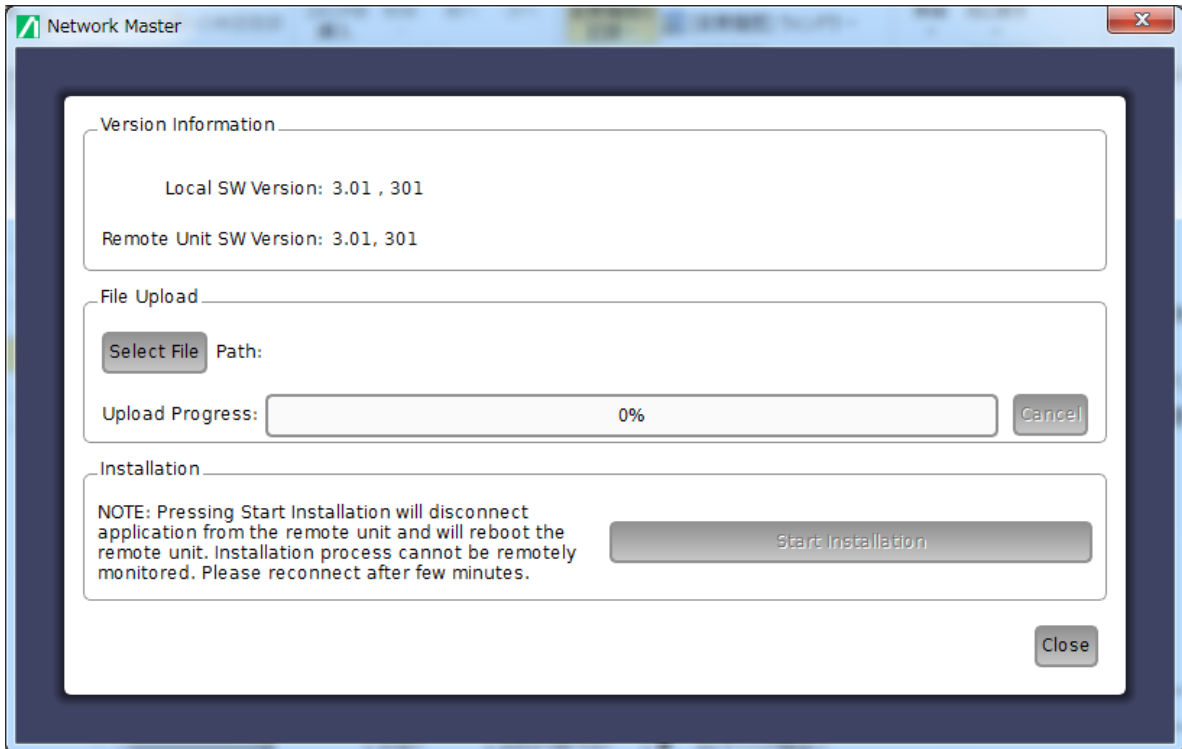 Network Master
Version Information
Local SW Version: 3.01 , 301
Remote Unit SW Version: 3.01, 301
File Upload
Select File Path:
Upload Progress: 0% Cancel
Installation
NOTE: Pressing Start Installation will disconnect
application from the remote unit and will reboot the
remote unit. Installation process cannot be remotely
monitored. Please reconnect after few minutes.
Start Installation
Close